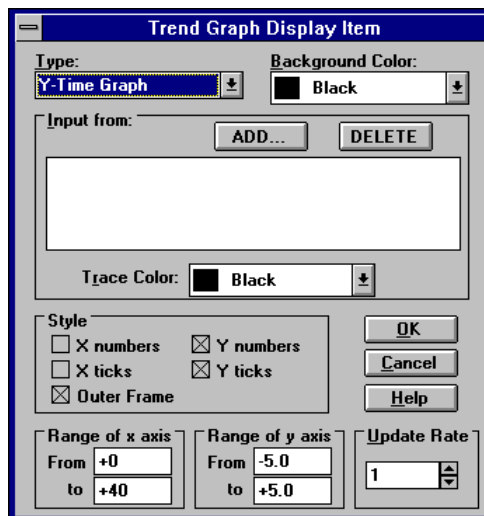 Trend Graph Display Item
Type: Background Color:
Y-Time Graph Black
Input from:
ADD... DELETE
Trace Color: Black
Style
X numbers Y numbers
X ticks Y ticks
Outer Frame
OK
Cancel
Help
Range of x axis
From +0
to +40
Range of y axis
From -5.0
to +5.0
Update Rate
1